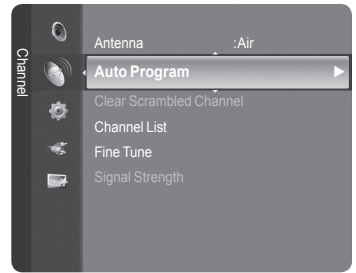 Channel
Antenna :Air
Auto Program
Clear Scrambled Channel
Channel List
Fine Tune
Signal Strength